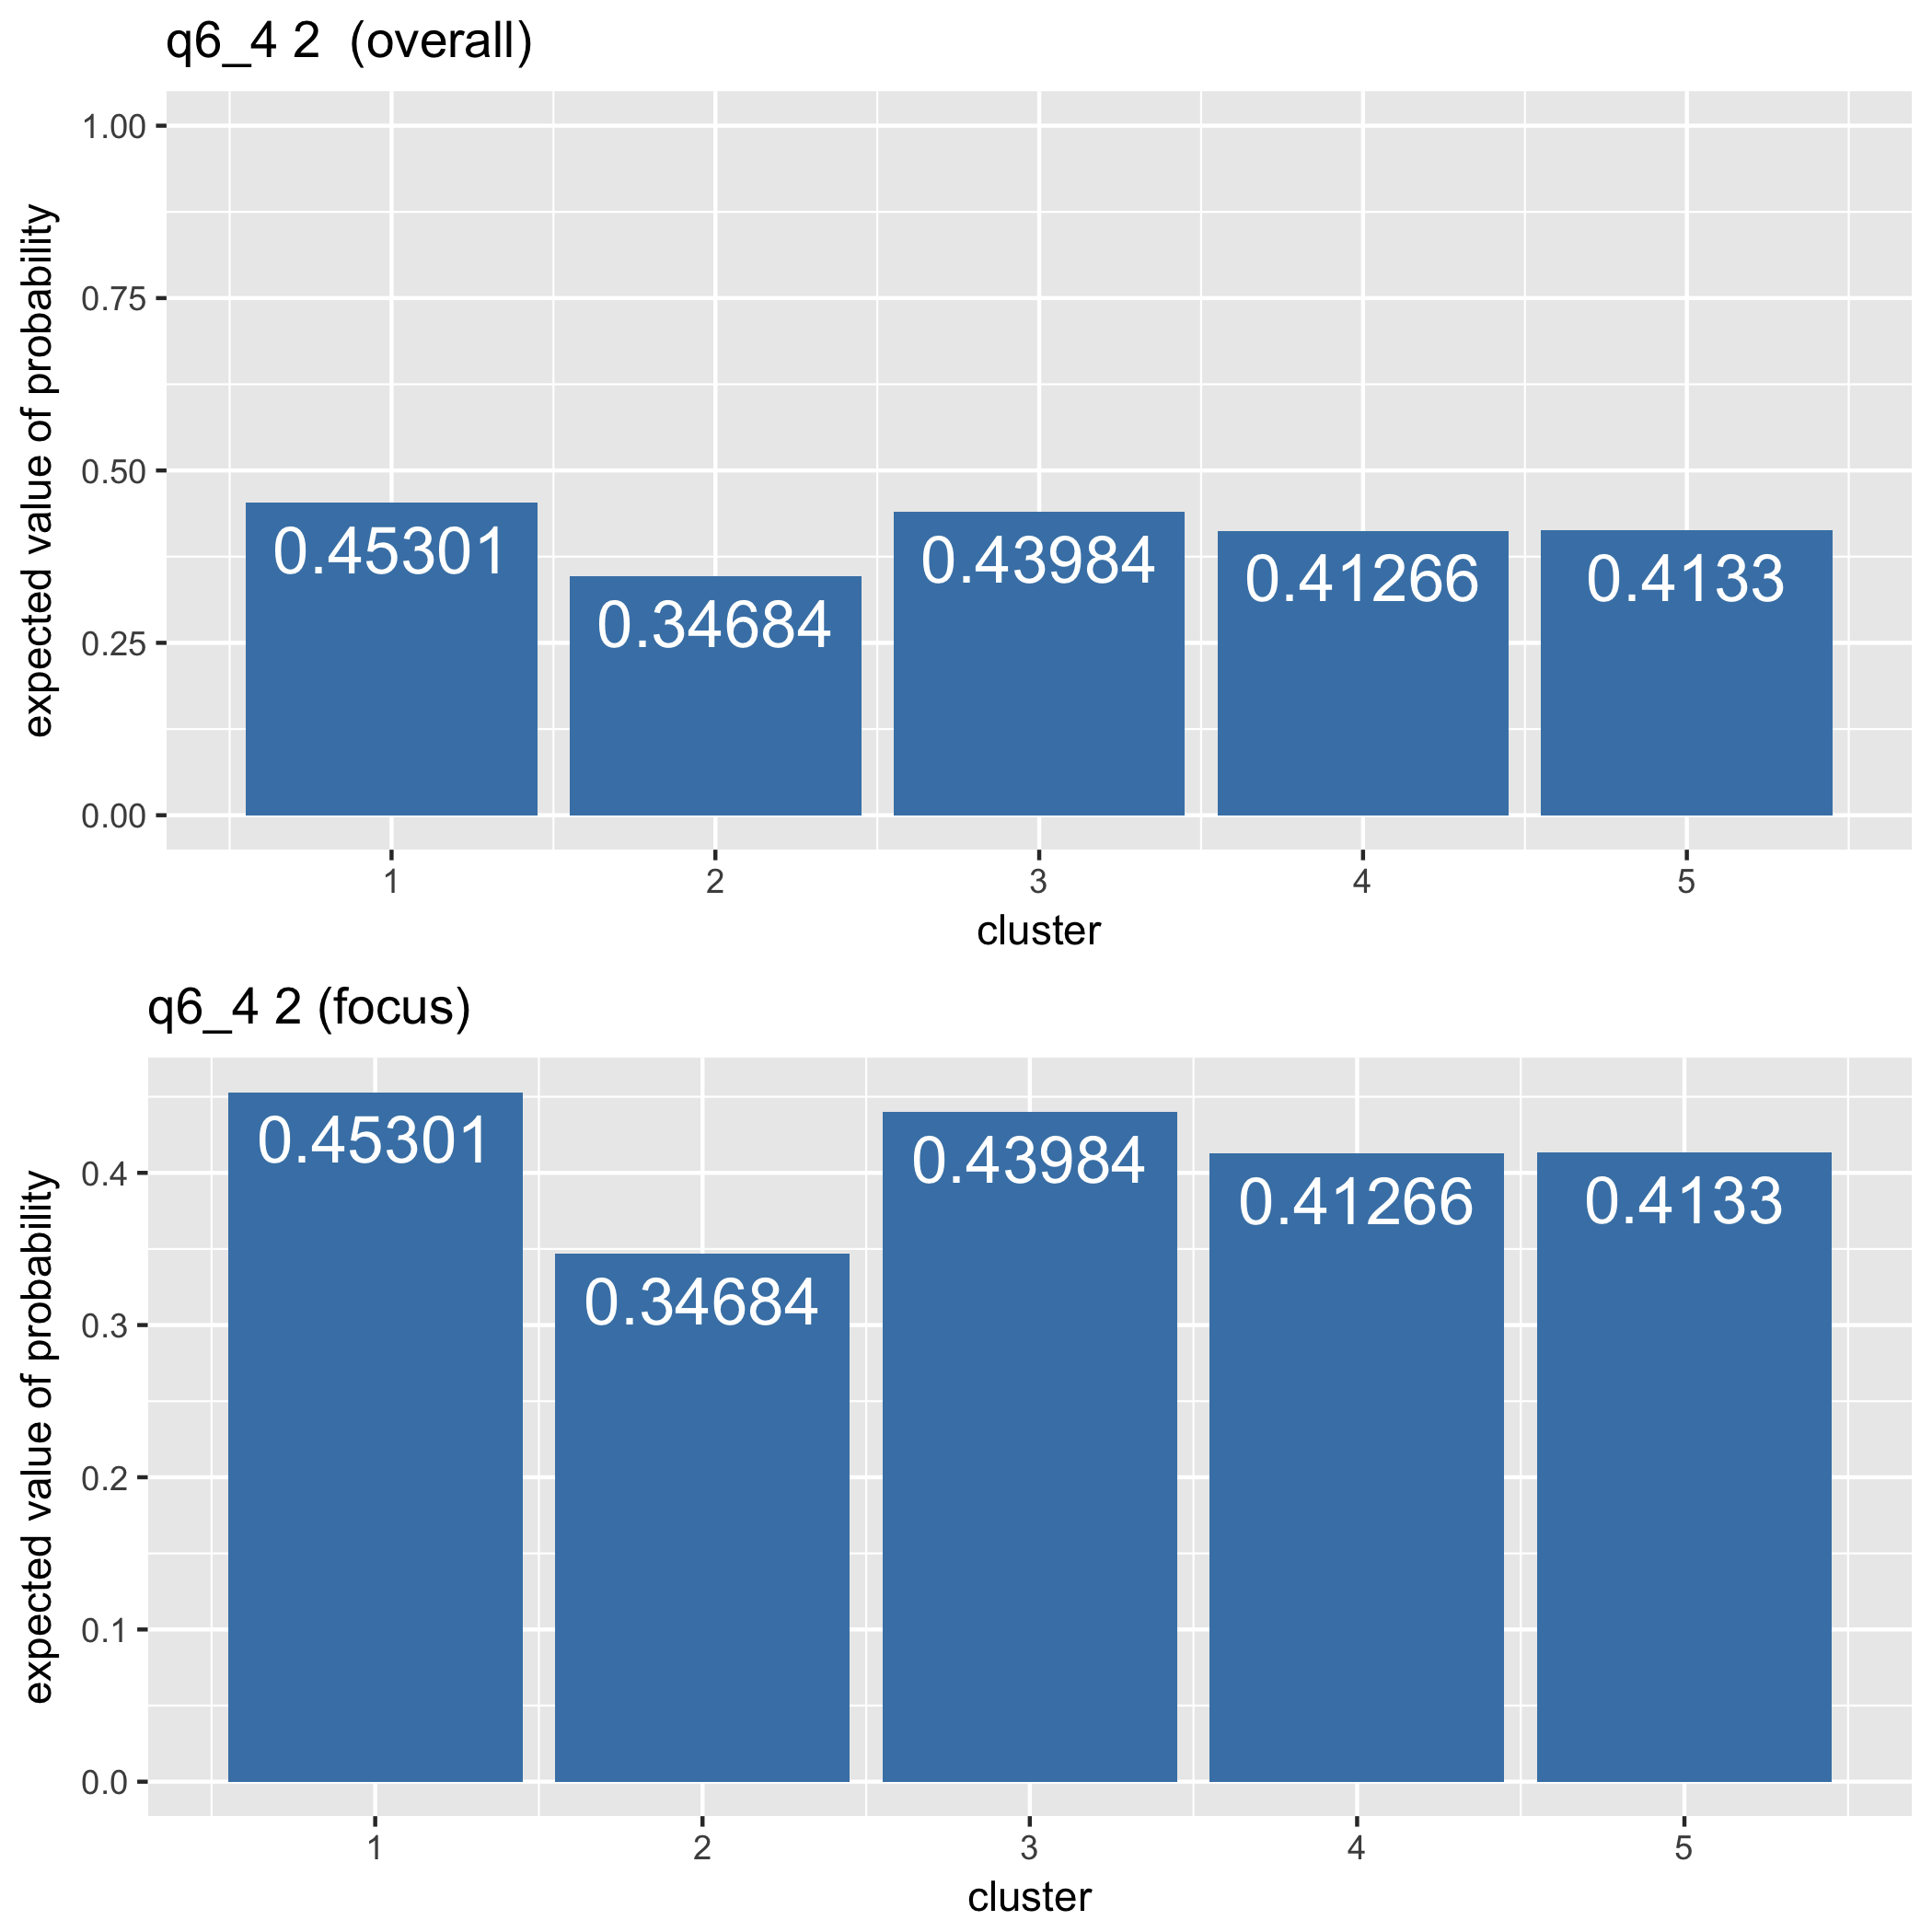 q6_4 2  (overall)
expected value of probability
1.00
0.75
0.50
0.25
0.00
0.45301
0.34684
0.43984
0.41266
0.4133
1 2 3 4 5
cluster
q6_4 2 (focus)
expected value of probability
0.4
0.3
0.2
0.1
0.0
0.45301
0.34684
0.43984
0.41266
0.4133
1 2 3 4 5
cluster